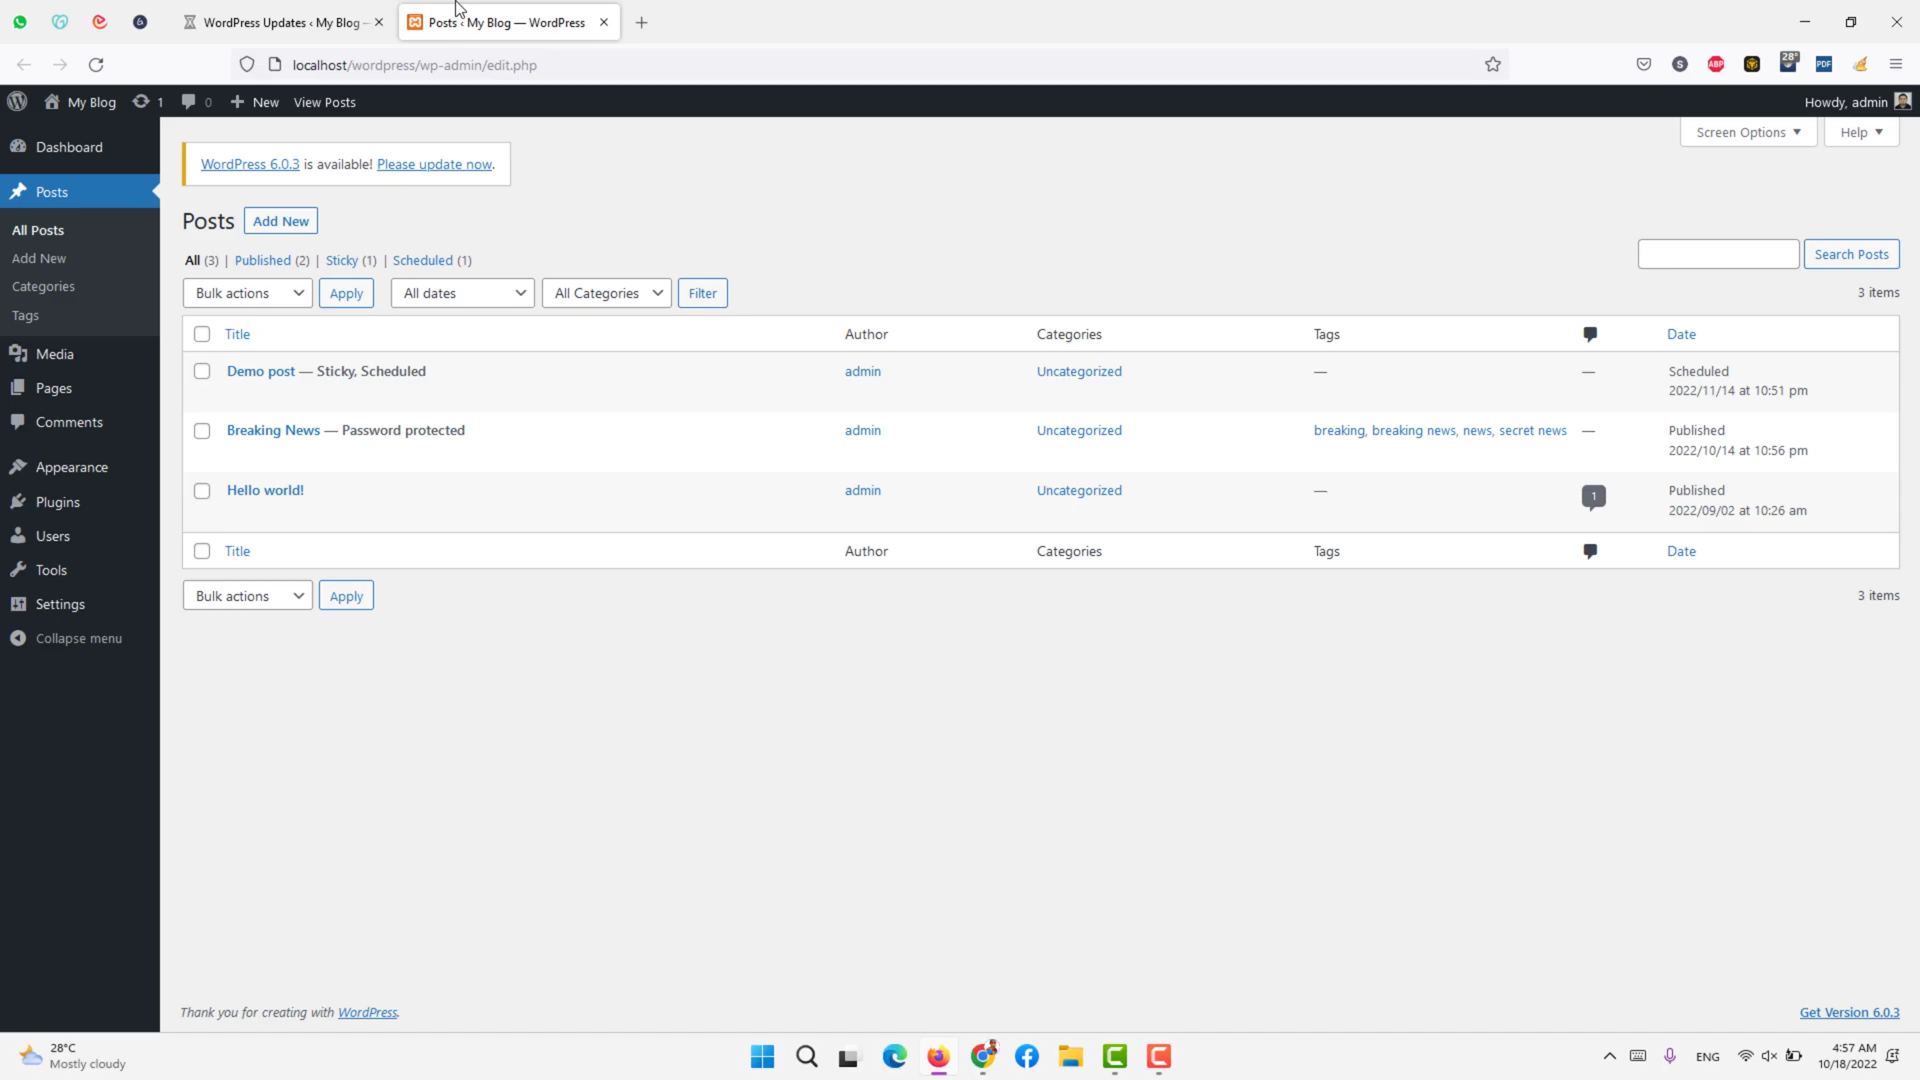 WordPress Updates ‹ My Blog –
Posts ‹ My Blog — WordPress
localhost/wordpress/wp-admin/edit.php
S
ABP
28°
PDF
My Blog
1
0
New
View Posts
Howdy, admin
Dashboard
Screen Options
Help
WordPress 6.0.3 is available! Please update now.
Posts
Posts
Add New
All Posts
All (3) | Published (2) | Sticky (1) | Scheduled (1)
Search Posts
Add New
Bulk actions
Apply
All dates
All Categories
Filter
3 items
Categories
Tags
Title
Author
Categories
Tags
Date
Media
Demo post — Sticky, Scheduled
admin
Uncategorized
—
—
Scheduled
2022/11/14 at 10:51 pm
Pages
Comments
Breaking News — Password protected
admin
Uncategorized
breaking, breaking news, news, secret news
—
Published
2022/10/14 at 10:56 pm
Appearance
Hello world!
admin
Uncategorized
—
1
Published
2022/09/02 at 10:26 am
Plugins
Users
Title
Author
Categories
Tags
Date
Tools
Bulk actions
Apply
3 items
Settings
Collapse menu
Thank you for creating with WordPress.
Get Version 6.0.3
28°C
Mostly cloudy
ENG
4:57 AM
10/18/2022